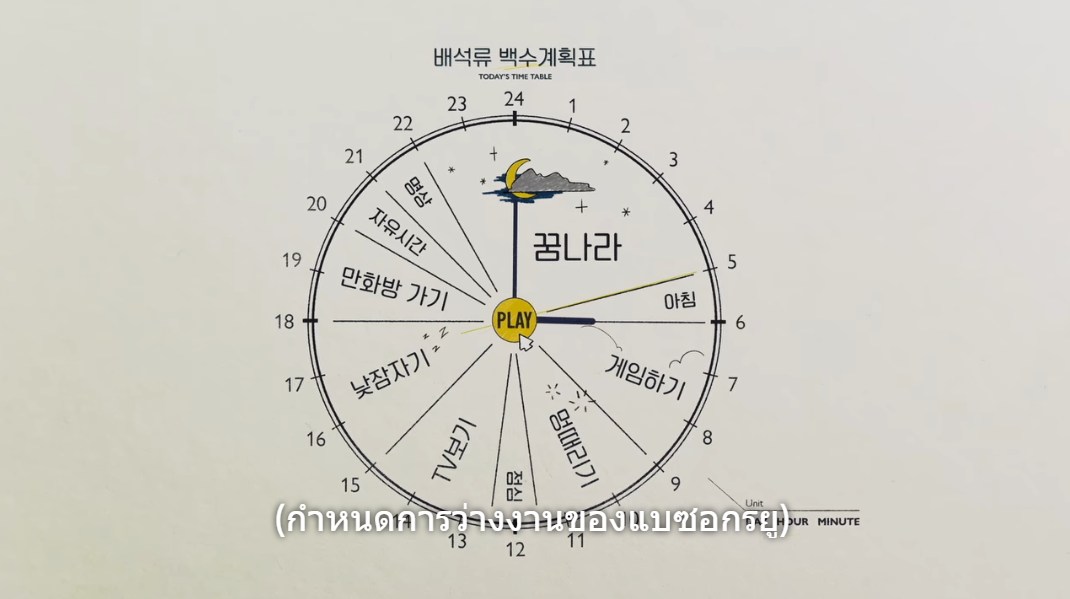 배석류 백수계획표
TODAY'S TIME TABLE
24
1
2
3
4
5
6
7
8
9
11
12
13
15
16
17
18
19
20
21
22
23
꿈나라
아침
게임하기
멍때리기
점심
TV보기
낮잠자기
z z z
만화방 가기
자유시간
명상
PLAY
Unit
HOUR MINUTE
(กำหนดการว่างงานของแบซอกรยู)